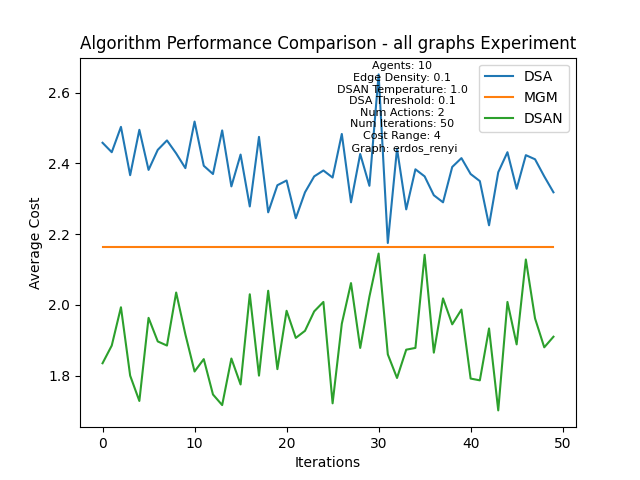 Algorithm Performance Comparison - all graphs Experiment
Agents: 10
Edge Density: 0.1
DSAN Temperature: 1.0
DSA Threshold: 0.1
Num Actions: 2
Num Iterations: 50
Cost Range: 4
Graph: erdos_renyi
DSA
MGM
DSAN
Average Cost
2.6
2.4
2.2
2.0
1.8
0 10 20 30 40 50
Iterations